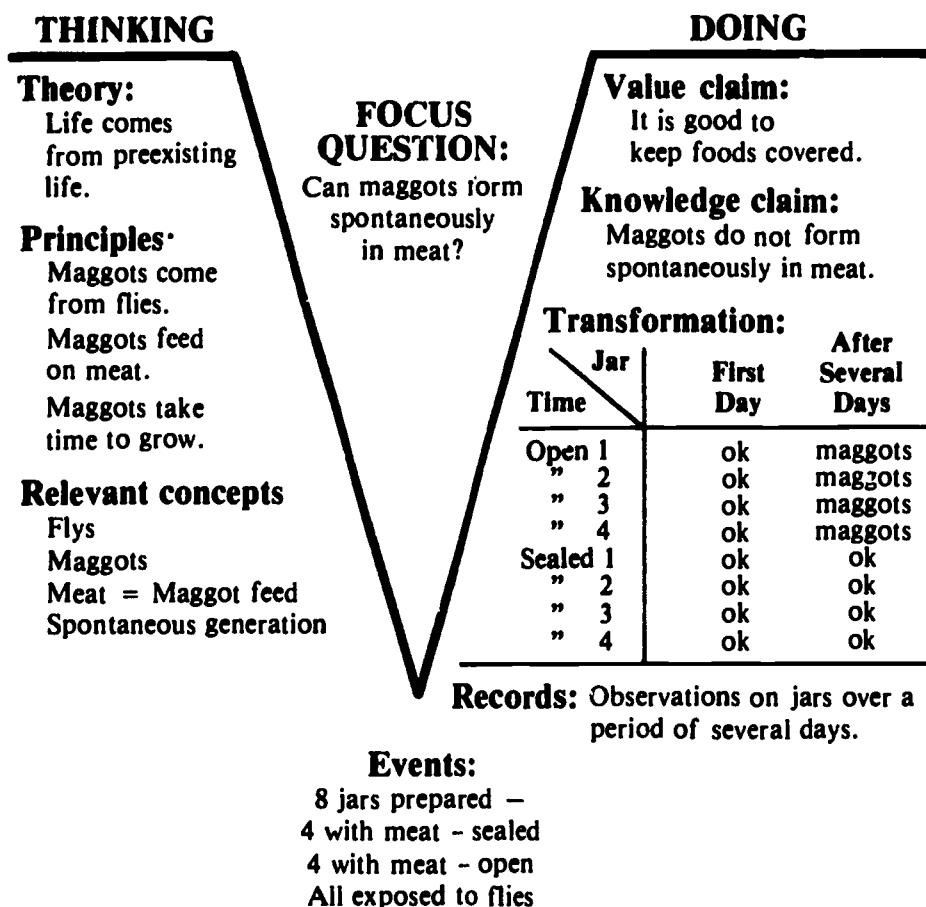 THINKING
Theory:
Life comes
from preexisting
life.
Principles·
Maggots come
from flies.
Maggots feed
on meat.
Maggots take
time to grow.
Relevant concepts
Flys
Maggots
Meat = Maggot feed
Spontaneous generation
FOCUS
QUESTION:
Can maggots form
spontaneously
in meat?
DOING
Value claim:
It is good to
keep foods covered.
Knowledge claim:
Maggots do not form
spontaneously in meat.
Transformation:
Jar
Time
First
Day
After
Several
Days
Open 1 ok maggots
" 2 ok maggots
" 3 ok maggots
" 4 ok maggots
Sealed 1 ok ok
" 2 ok ok
" 3 ok ok
" 4 ok ok
Records: Observations on jars over a
period of several days.
Events:
8 jars prepared –
4 with meat - sealed
4 with meat - open
All exposed to flies